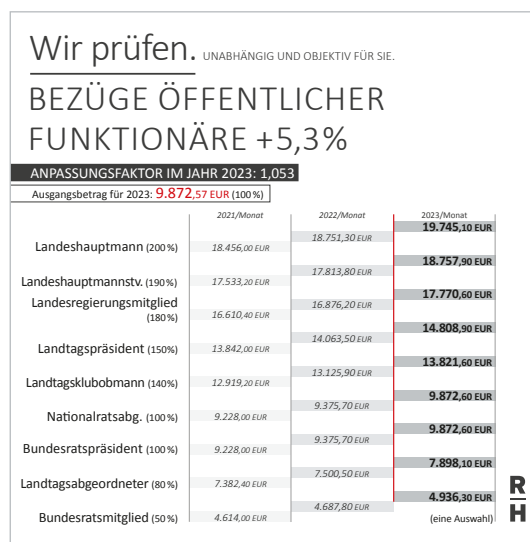 Wir prüfen. UNABHÄNGIG UND OBJEKTIV FÜR SIE.
BEZÜGE ÖFFENTLICHER
FUNKTIONÄRE +5,3%
ANPASSUNGSFAKTOR IM JAHR 2023: 1,053
Ausgangsbetrag für 2023: 9.872,57 EUR (100%)
2021/Monat 2022/Monat 2023/Monat
19.745,10 EUR
18.751,30 EUR
Landeshauptmann (200%) 18.456,00 EUR
18.757,90 EUR
17.813,80 EUR
Landeshauptmannstv. (190%) 17.533,20 EUR
17.770,60 EUR
Landesregierungsmitglied 16.876,20 EUR
(180%) 16.610,40 EUR
14.808,90 EUR
14.063,50 EUR
Landtagspräsident (150%) 13.842,00 EUR
13.821,60 EUR
13.125,90 EUR
Landtagsklubobmann (140%) 12.919,20 EUR
9.872,60 EUR
9.375,70 EUR
Nationalratsabg. (100%) 9.228,00 EUR
9.872,60 EUR
9.375,70 EUR
Bundesratspräsident (100%) 9.228,00 EUR
7.898,10 EUR
7.500,50 EUR
Landtagsabgeordneter (80%) 7.382,40 EUR
4.936,30 EUR
4.687,80 EUR
Bundesratsmitglied (50%) 4.614,00 EUR (eine Auswahl)
R
H